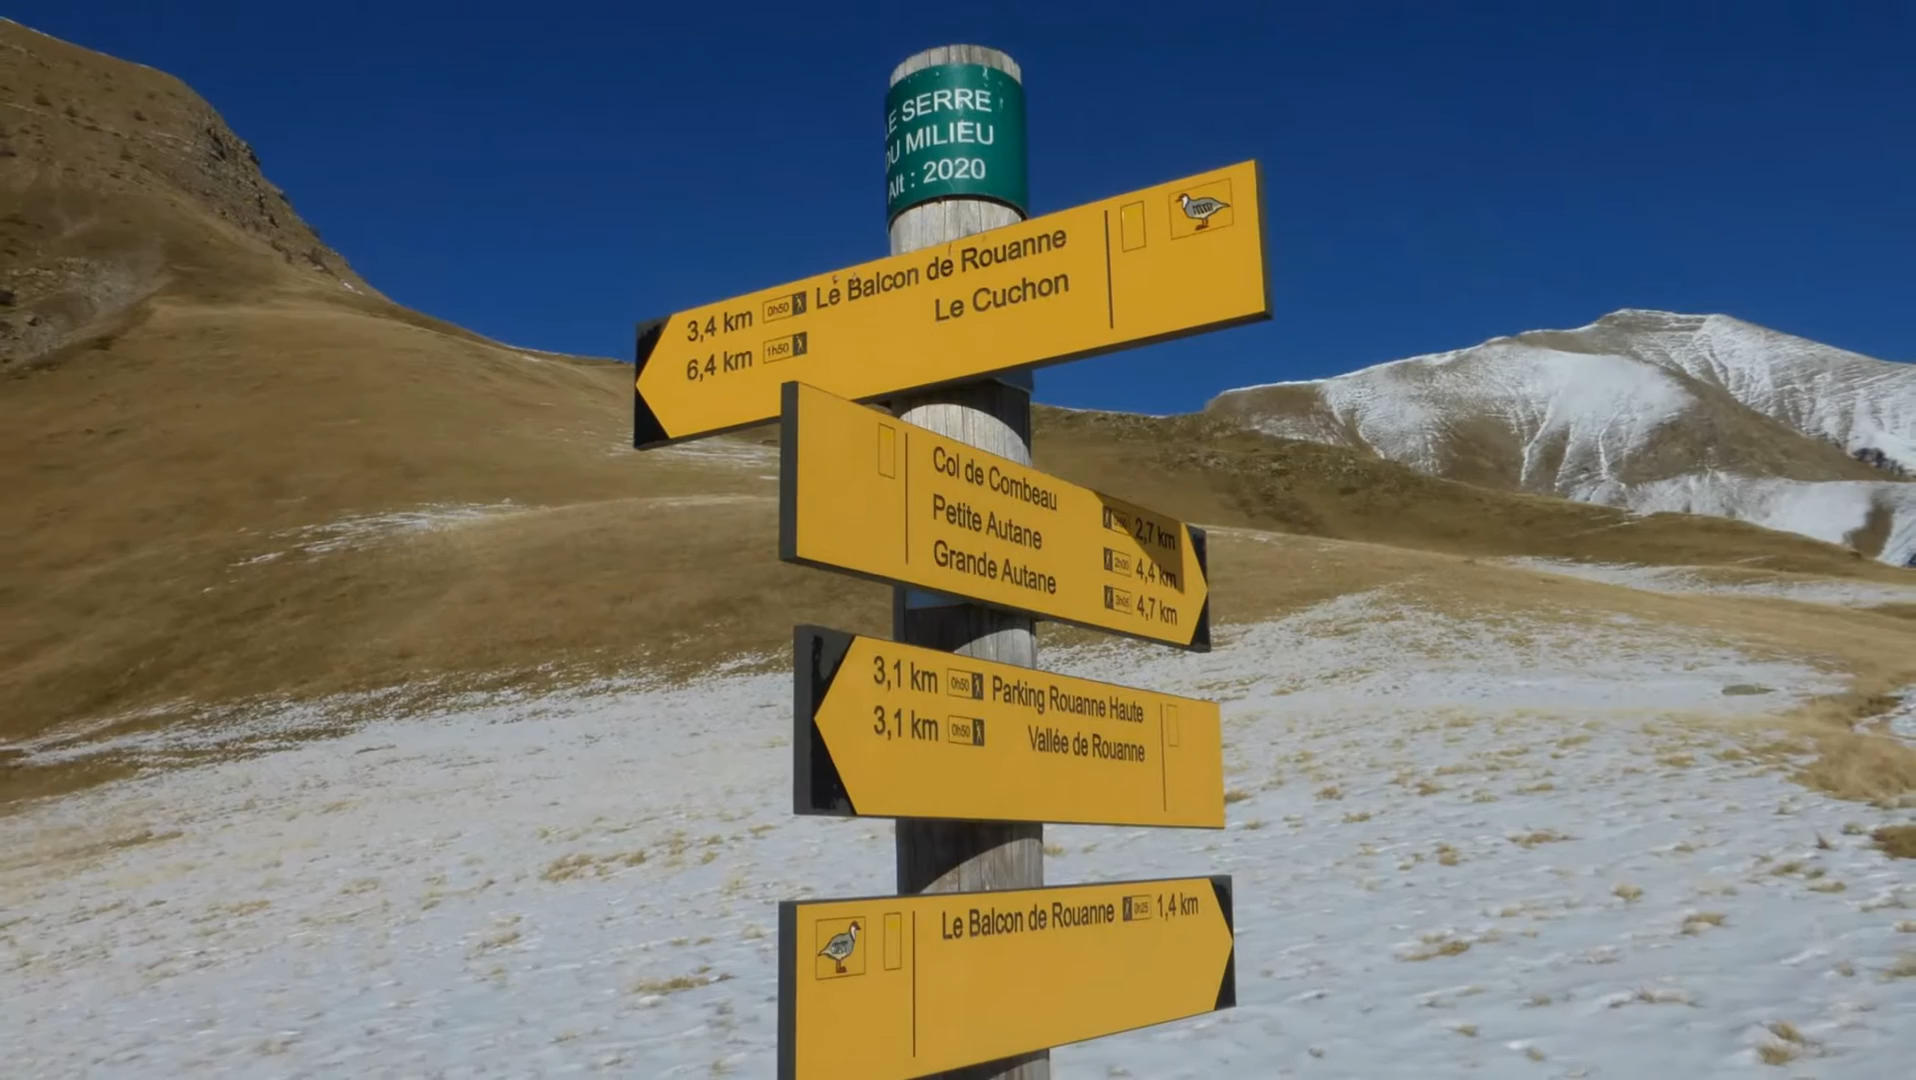 LE SERRE
DU MILIEU
Alt : 2020
3,4 km 0h50 Le Balcon de Rouanne
6,4 km 1h50 Le Cuchon
Col de Combeau 2,7 km
Petite Autane 2h00 4,4 km
Grande Autane 4,7 km
3,1 km 0h50 Parking Rouanne Haute
3,1 km 0h50 Vallée de Rouanne
Le Balcon de Rouanne 0h25 1,4 km